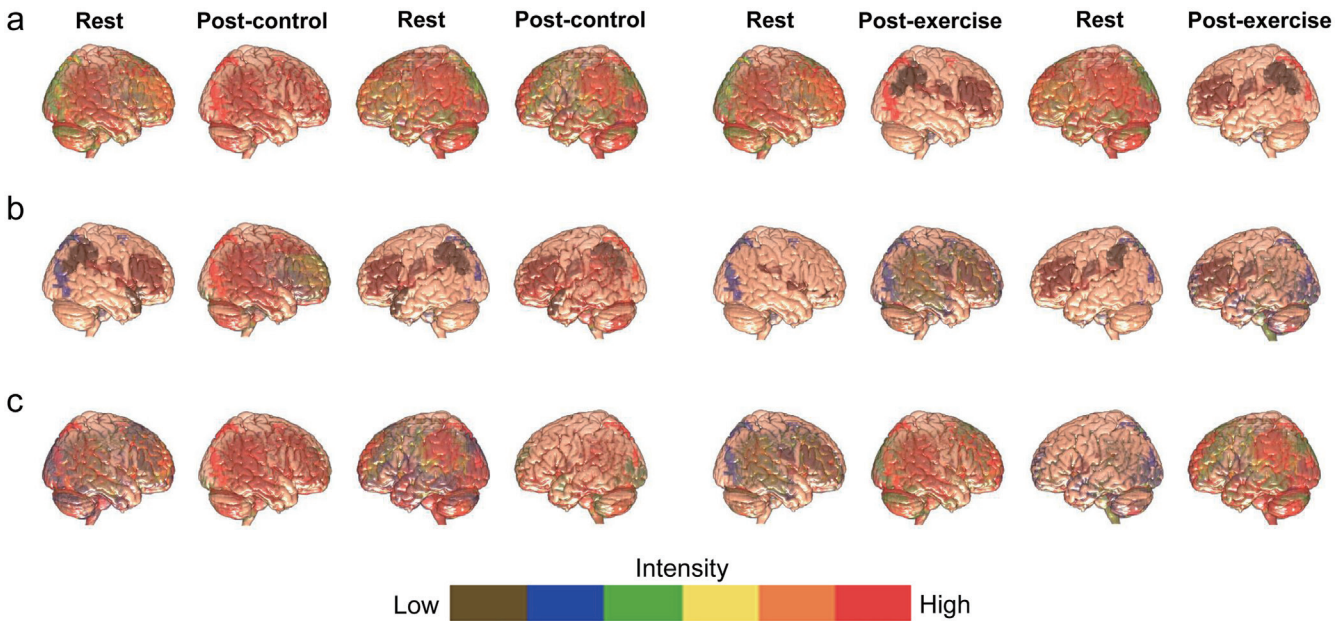 a Rest Post-control Rest Post-control Rest Post-exercise Rest Post-exercise
b
c
Intensity
Low High